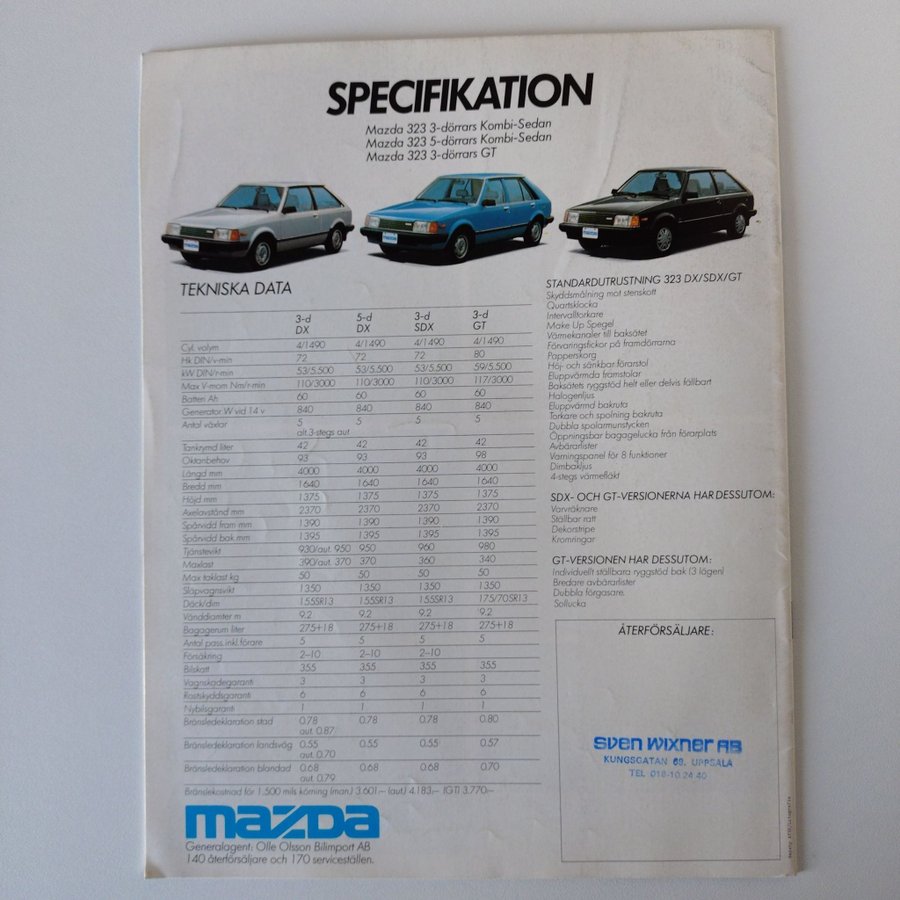 SPECIFIKATION
Mazda 323 3-dörrars Kombi-Sedan
Mazda 323 5-dörrars Kombi-Sedan
Mazda 323 3-dörrars GT
TEKNISKA DATA
3-d DX 5-d DX 3-d SDX 3-d GT
Cyl. volym 4/1490 4/1490 4/1490 4/1490
Hk DIN/v-min 72 72 72 80
kW DIN/r-min 53/5.500 53/5.500 53/5.500 59/5.500
Max V-mom Nm/r-min 110/3000 110/3000 110/3000 117/3000
Batteri Ah 60 60 60 60
Generator W vid 14 v 840 840 840 840
Antal växlar 5 5 5 5
alt.3-stegs aut
Tankrymd liter 42 42 42 42
Oktanbehov 93 93 93 98
Längd mm 4000 4000 4000 4000
Bredd mm 1640 1640 1640 1640
Höjd mm 1375 1375 1375 1375
Axelavstånd mm 2370 2370 2370 2370
Spårvidd fram mm 1390 1390 1390 1390
Spårvidd bak mm 1395 1395 1395 1395
Tjänstevikt 930/aut. 950 950 960 980
Maxlast 390/aut. 370 370 360 340
Max taklast kg 50 50 50 50
Släpvagnsvikt 1350 1350 1350 1350
Däck/dim 155SR13 155SR13 155SR13 175/70SR13
Vänddiamter m 9.2 9.2 9.2 9.2
Bagagerum liter 275+18 275+18 275+18 275+18
Antal pass.inkl.förare 5 5 5 5
Försäkring 2-10 2-10 2-10
Bilskatt 355 355 355 355
Vagnskadegaranti 3 3 3 3
Rostskyddsgaranti 6 6 6 6
Nybilsgaranti 1 1 1 1
Bränsledeklaration stad 0.78 0.78 0.78 0.80
aut. 0.87
Bränsledeklaration landsväg 0.55 0.55 0.55 0.57
aut. 0.70
Bränsledeklaration blandad 0.68 0.68 0.68 0.70
aut. 0.79
Bränslekostnad för 1.500 mils körning (man.) 3.601:– (aut) 4.183:– (GT) 3.770:–
mazda
Generalagent: Olle Olsson Bilimport AB
140 återförsäljare och 170 serviceställen.
STANDARDUTRUSTNING 323 DX/SDX/GT
Skyddsmålning mot stenskott
Quartsklocka
Intervalltorkare
Make Up Spegel
Värmekanaler till baksätet
Förvaringsfickor på framdörrarna
Papperskorg
Höj- och sänkbar förarstol
Eluppvärmda framstolar
Baksätets ryggstöd helt eller delvis fällbart
Halogenljus
Eluppvärmd bakruta
Torkare och spolning bakruta
Dubbla spolarmunstycken
Öppningsbar bagagelucka från förarplats
Avbärarlister
Varningspanel för 8 funktioner
Dimbakljus
4-stegs värmefläkt
SDX- OCH GT-VERSIONERNA HAR DESSUTOM:
Varvräknare
Ställbar ratt
Dekorstripe
Kromringar
GT-VERSIONEN HAR DESSUTOM:
Individuellt ställbara ryggstöd bak (3 lägen)
Bredare avbärarlister
Dubbla förgasare.
Sollucka
ÅTERFÖRSÄLJARE:
Sven Wixner AB
KUNGSGATAN 68. UPPSALA
TEL 018-10 24 40